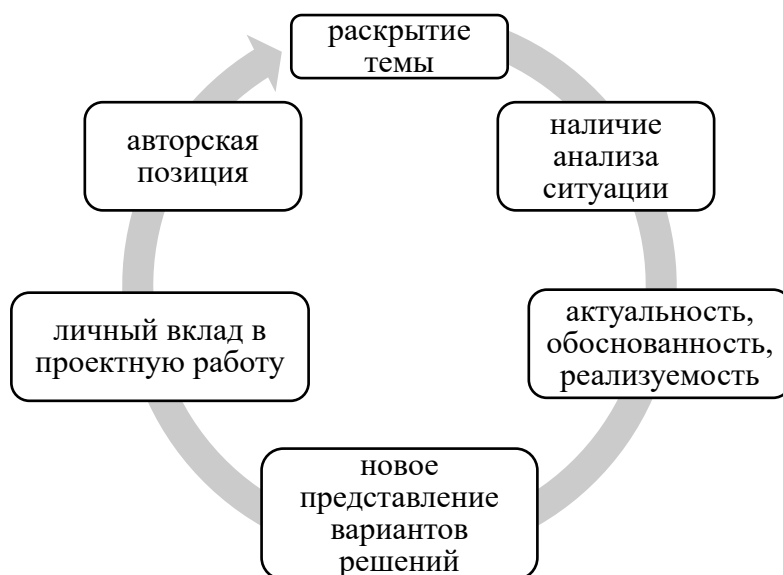 раскрытие
темы
наличие
анализа
ситуации
актуальность,
обоснованность,
реализуемость
новое
представление
вариантов
решений
личный вклад в
проектную работу
авторская
позиция